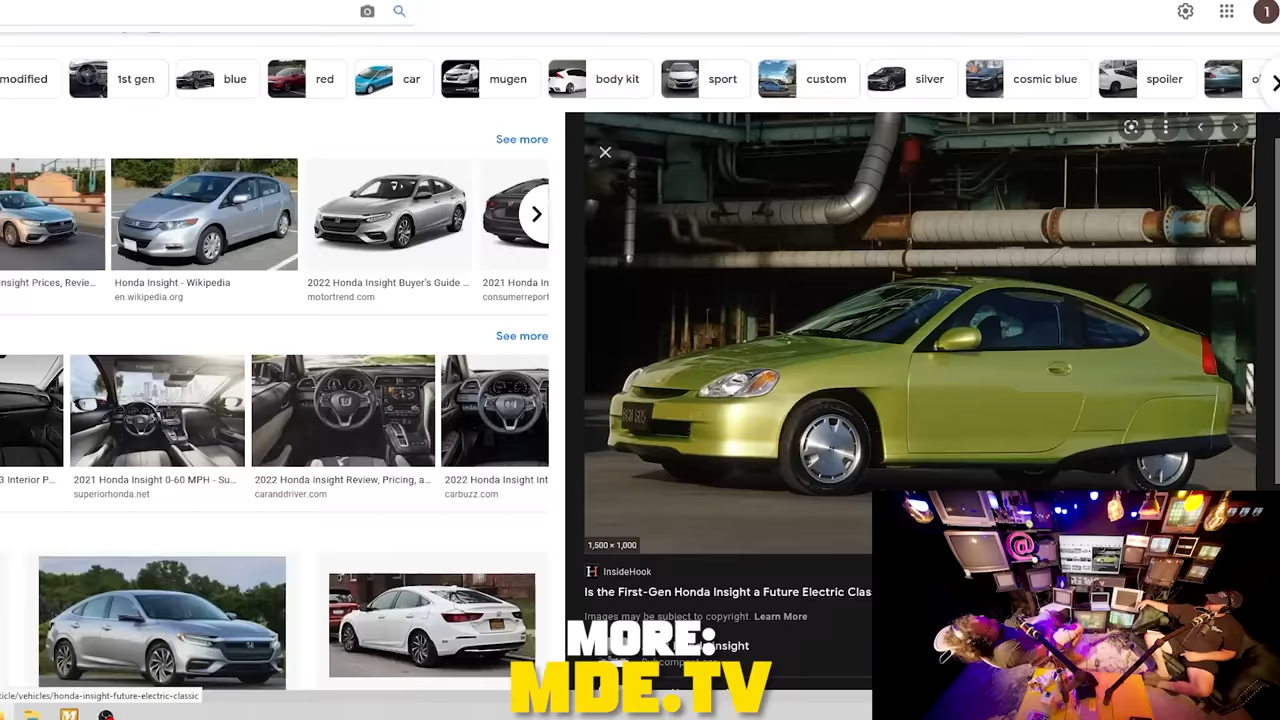 1
modified
1st gen
blue
red
car
mugen
body kit
sport
custom
silver
cosmic blue
spoiler
See more
nsight Prices, Revie...
Honda Insight - Wikipedia
en.wikipedia.org
2022 Honda Insight Buyer's Guide ...
motortrend.com
2021 Honda In
consumerreport
See more
3 Interior P...
2021 Honda Insight 0-60 MPH - Su...
superiorhonda.net
2022 Honda Insight Review, Pricing, a...
caranddriver.com
2022 Honda Insight Int
carbuzz.com
1,500 × 1,000
H InsideHook
Is the First-Gen Honda Insight a Future Electric Clas
Images may be subject to copyright. Learn More
nsight
MORE:
MDE.TV
ticle/vehicles/honda-insight-future-electric-classic